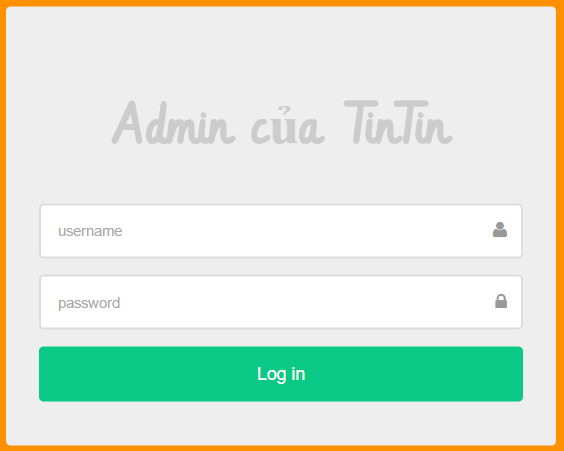 Admin của TinTin
username
password
Log in